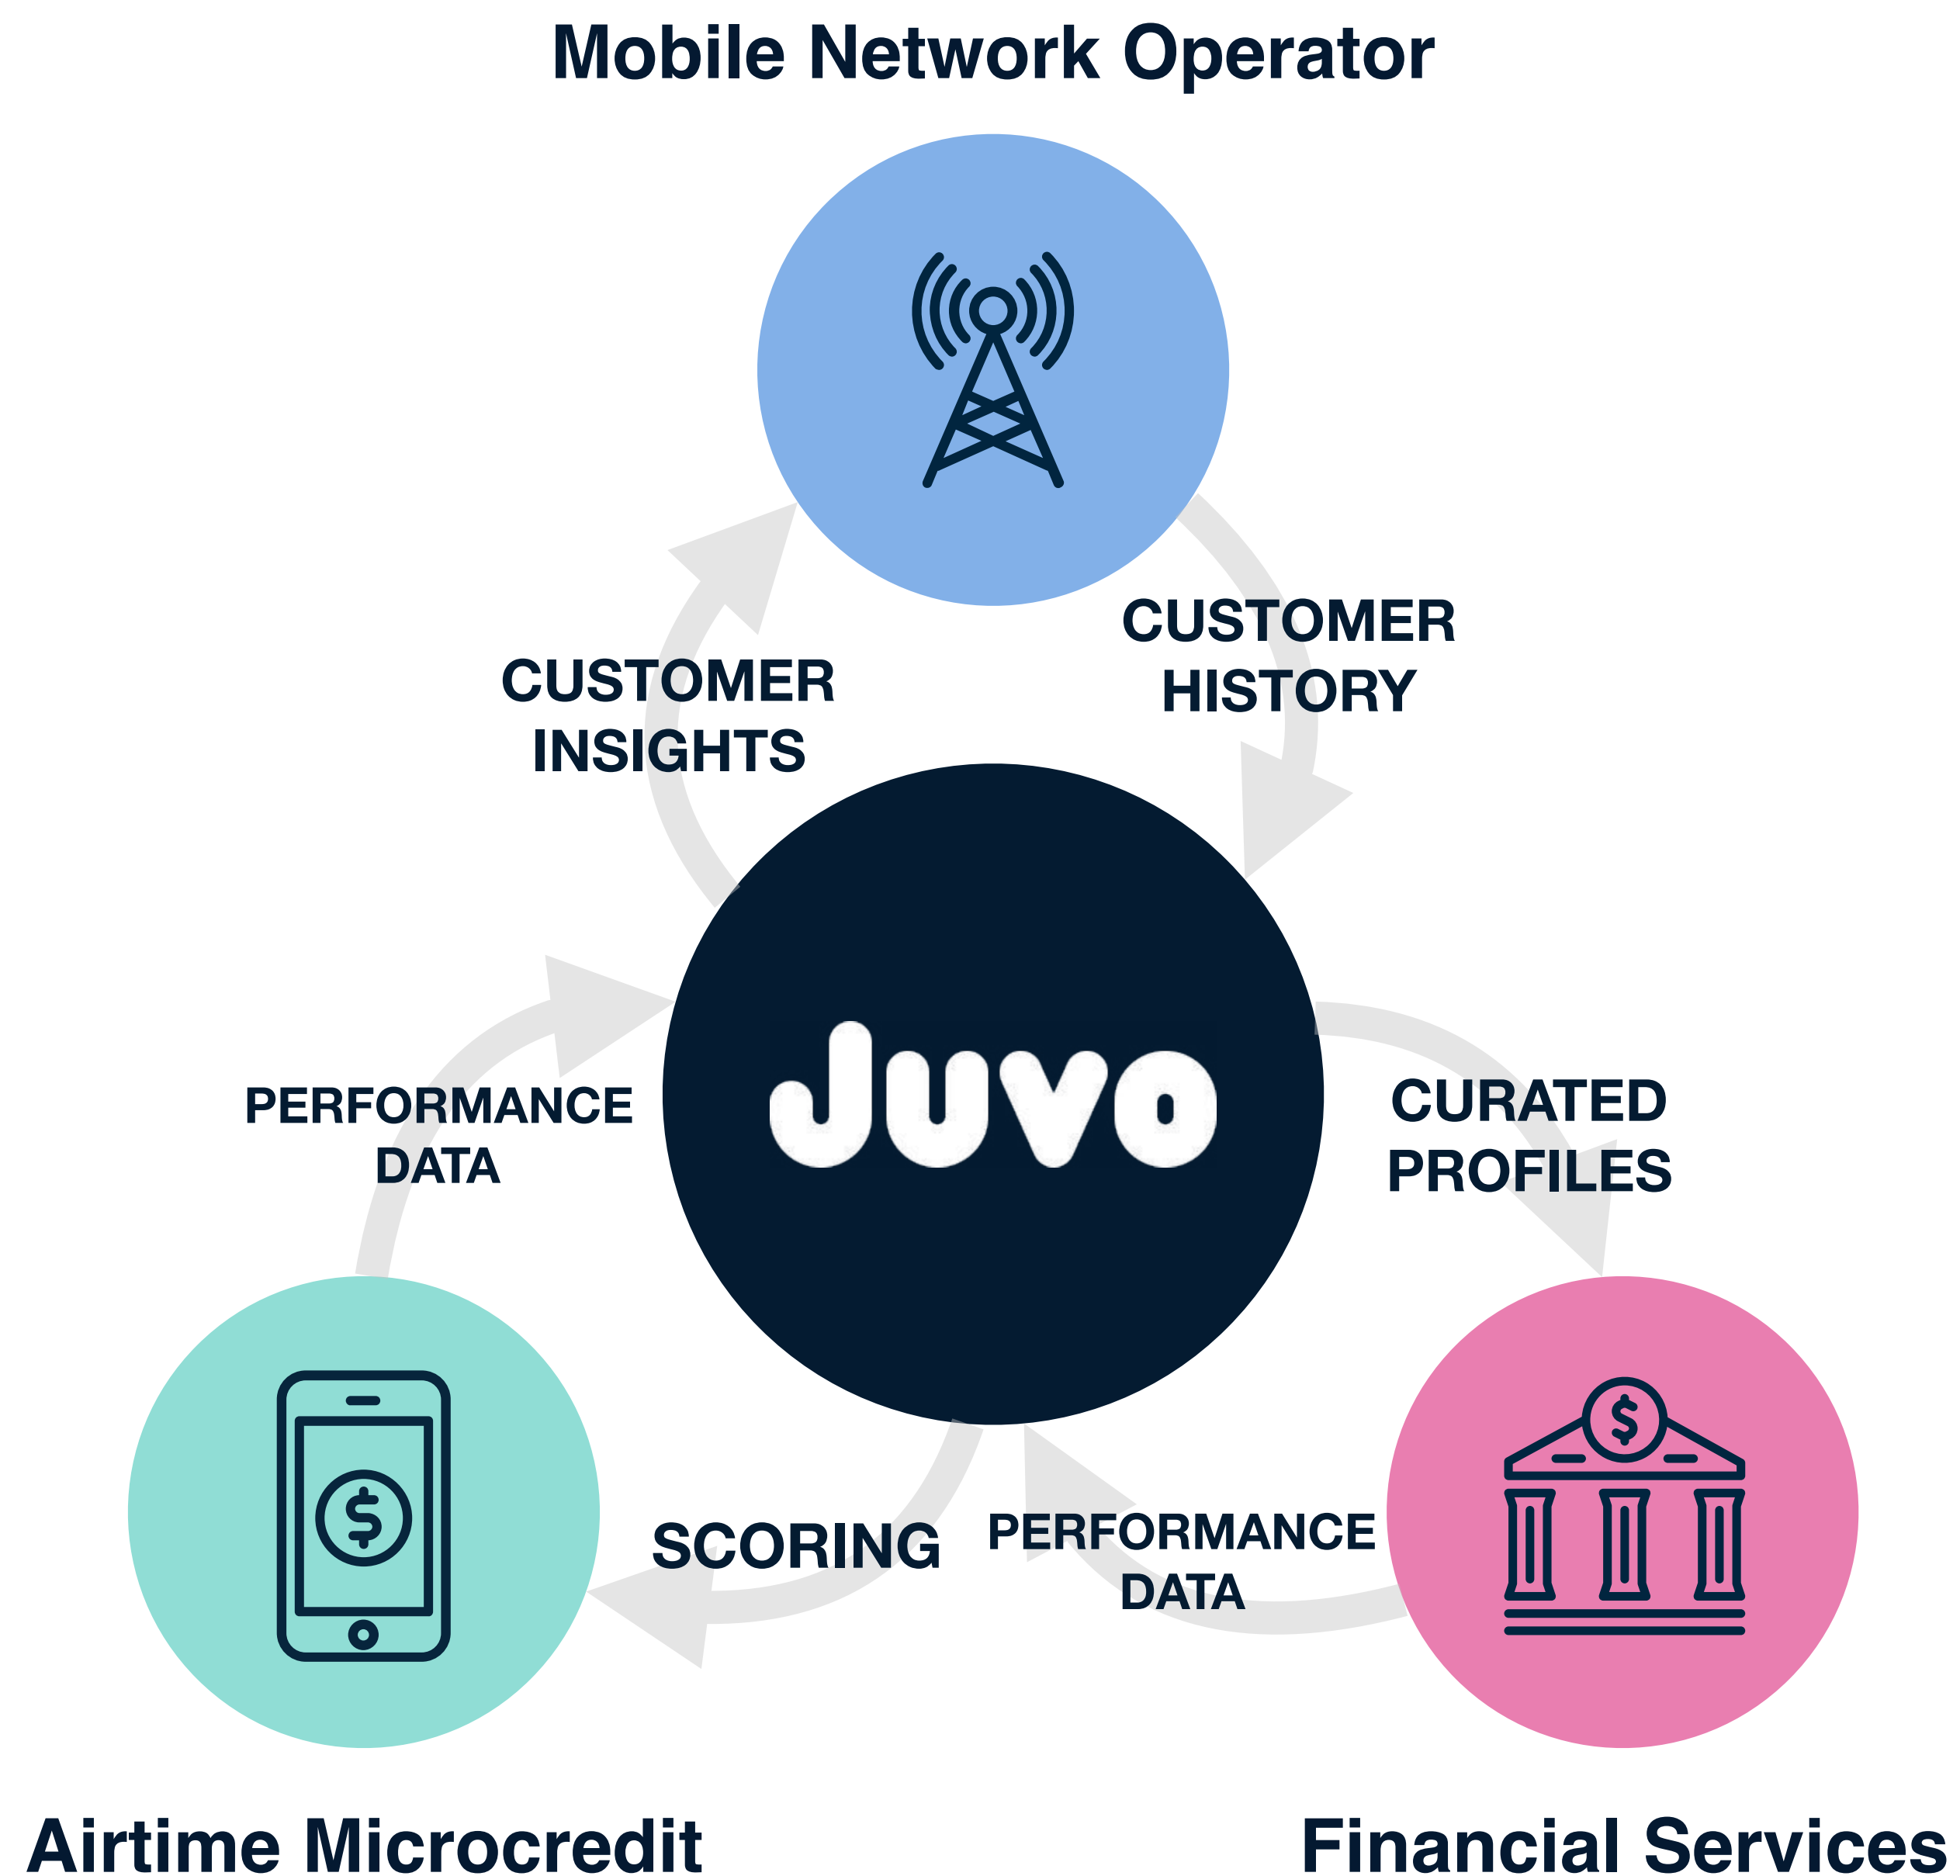 Mobile Network Operator
CUSTOMER
HISTORY
CUSTOMER
INSIGHTS
Juvo
PERFORMANCE
DATA
CURATED
PROFILES
SCORING
PERFORMANCE
DATA
Airtime Microcredit
Financial Services